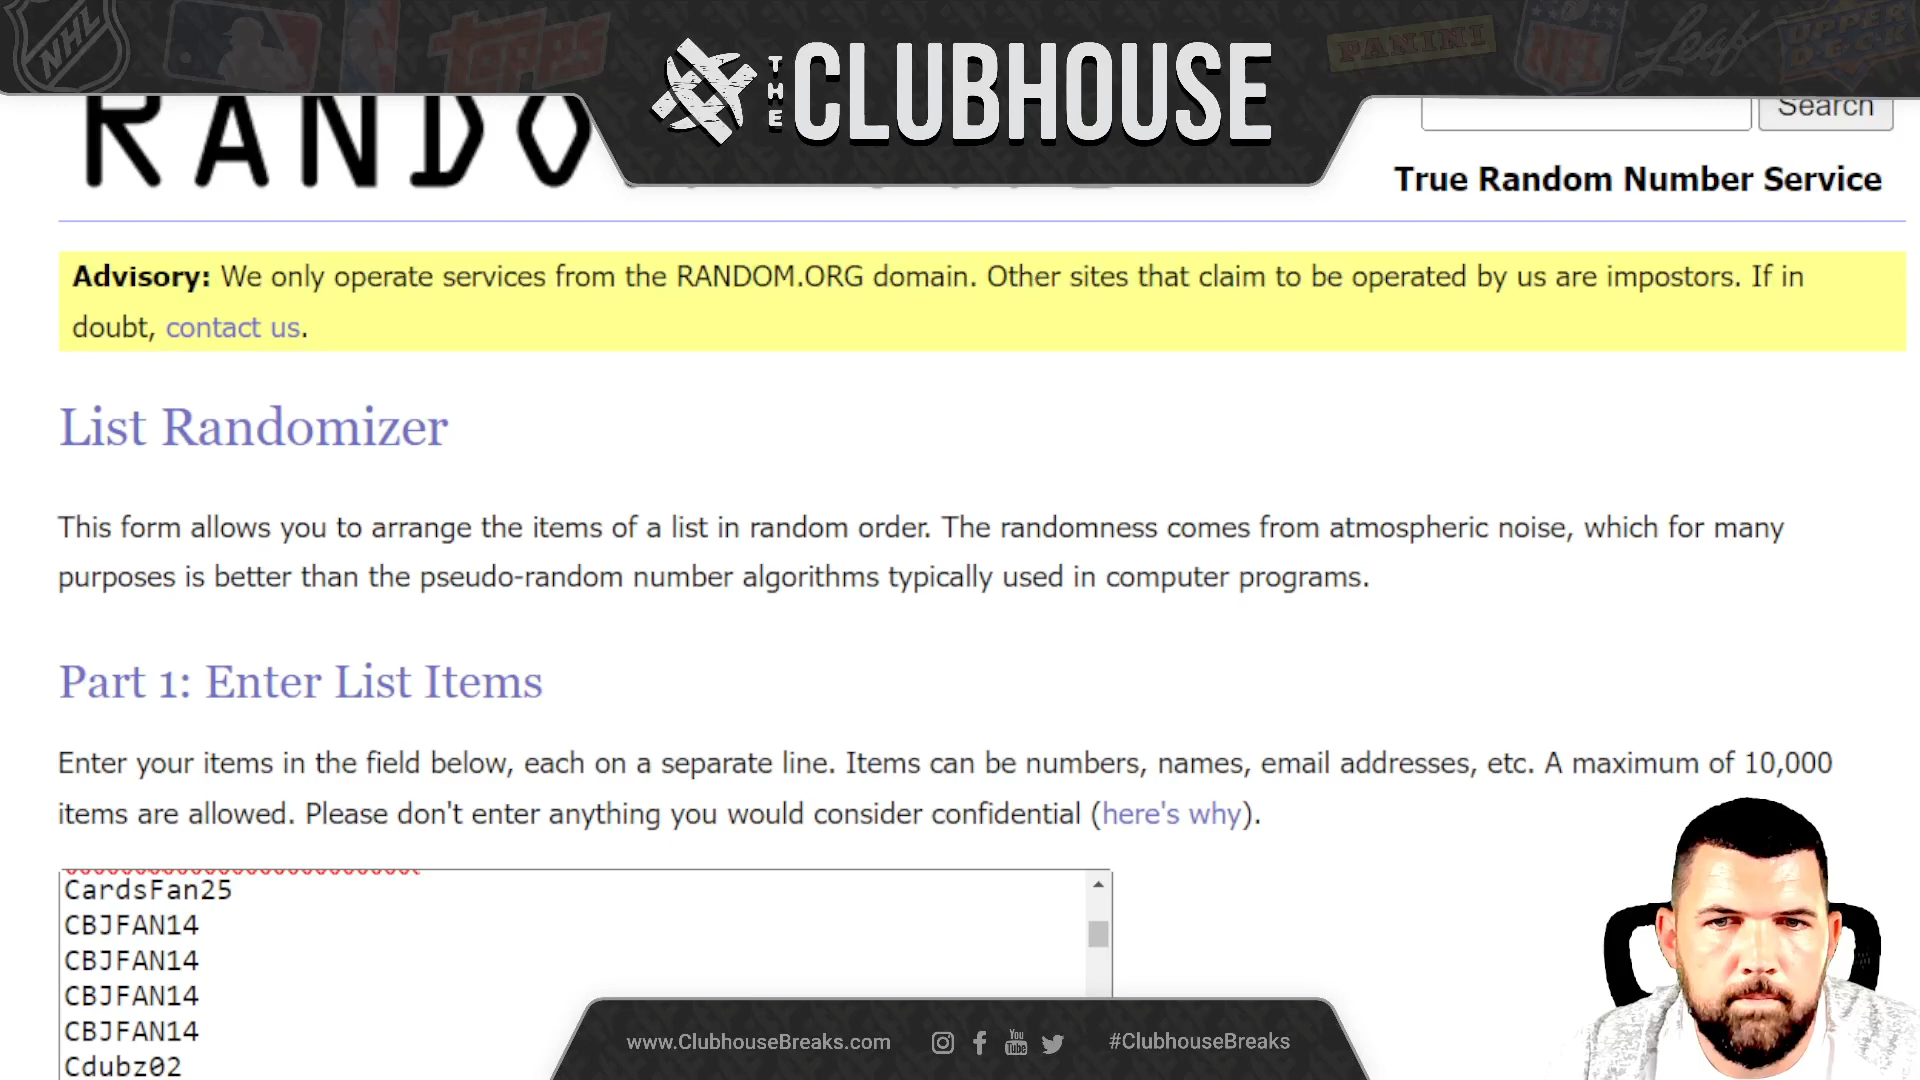 NHL
TOPPS
THE CLUBHOUSE
PANINI
NFL
Leaf
UPPER DECK
RANDO
Search
True Random Number Service
Advisory: We only operate services from the RANDOM.ORG domain. Other sites that claim to be operated by us are impostors. If in
doubt, contact us.
List Randomizer
This form allows you to arrange the items of a list in random order. The randomness comes from atmospheric noise, which for many
purposes is better than the pseudo-random number algorithms typically used in computer programs.
Part 1: Enter List Items
Enter your items in the field below, each on a separate line. Items can be numbers, names, email addresses, etc. A maximum of 10,000
items are allowed. Please don't enter anything you would consider confidential (here's why).
CardsFan25
CBJFAN14
CBJFAN14
CBJFAN14
CBJFAN14
Cdubz02
www.ClubhouseBreaks.com
You Tube
#ClubhouseBreaks